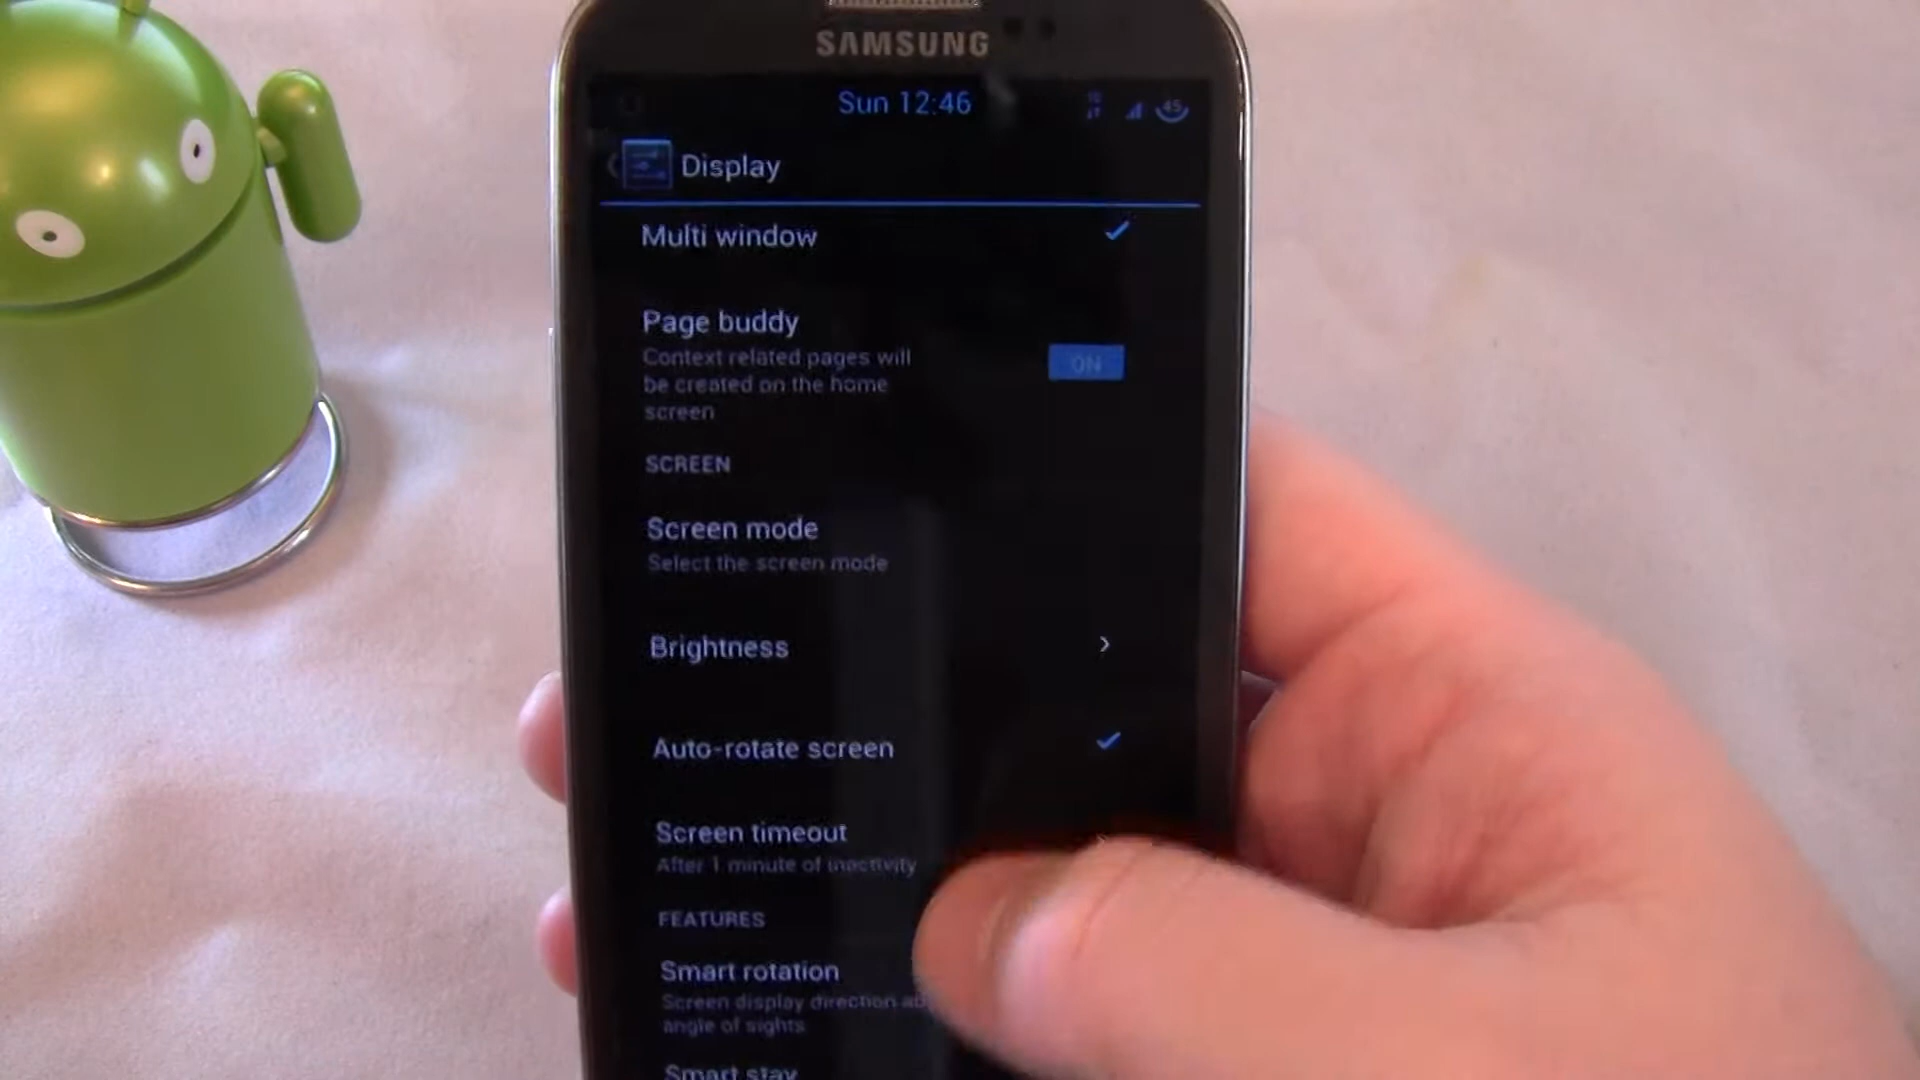 SAMSUNG
Sun 12:46
45
Display
Multi window
Page buddy
Context related pages will
be created on the home
screen
ON
SCREEN
Screen mode
Select the screen mode
Brightness
Auto-rotate screen
Screen timeout
After 1 minute of inactivity
FEATURES
Smart rotation
Screen display direction
angle of sights
Smart stay